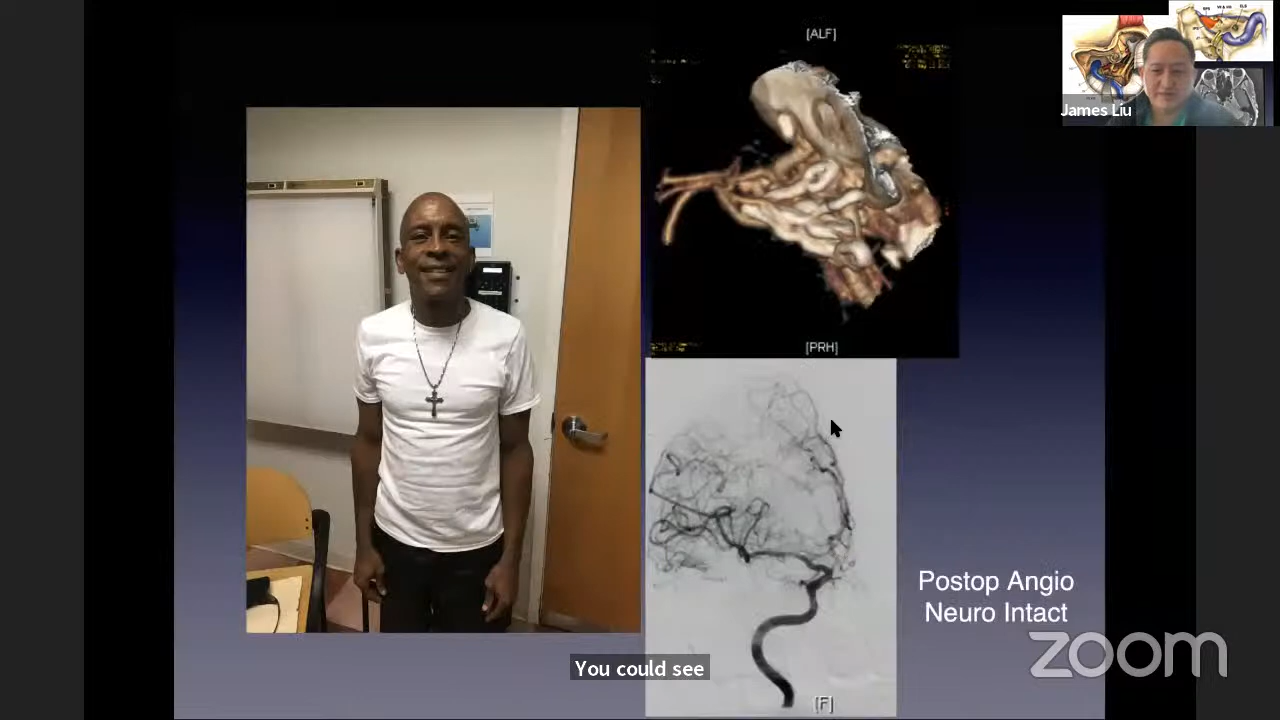 [ALF]
James Liu
[PRH]
Postop Angio
Neuro Intact
You could see
zoom
[F]